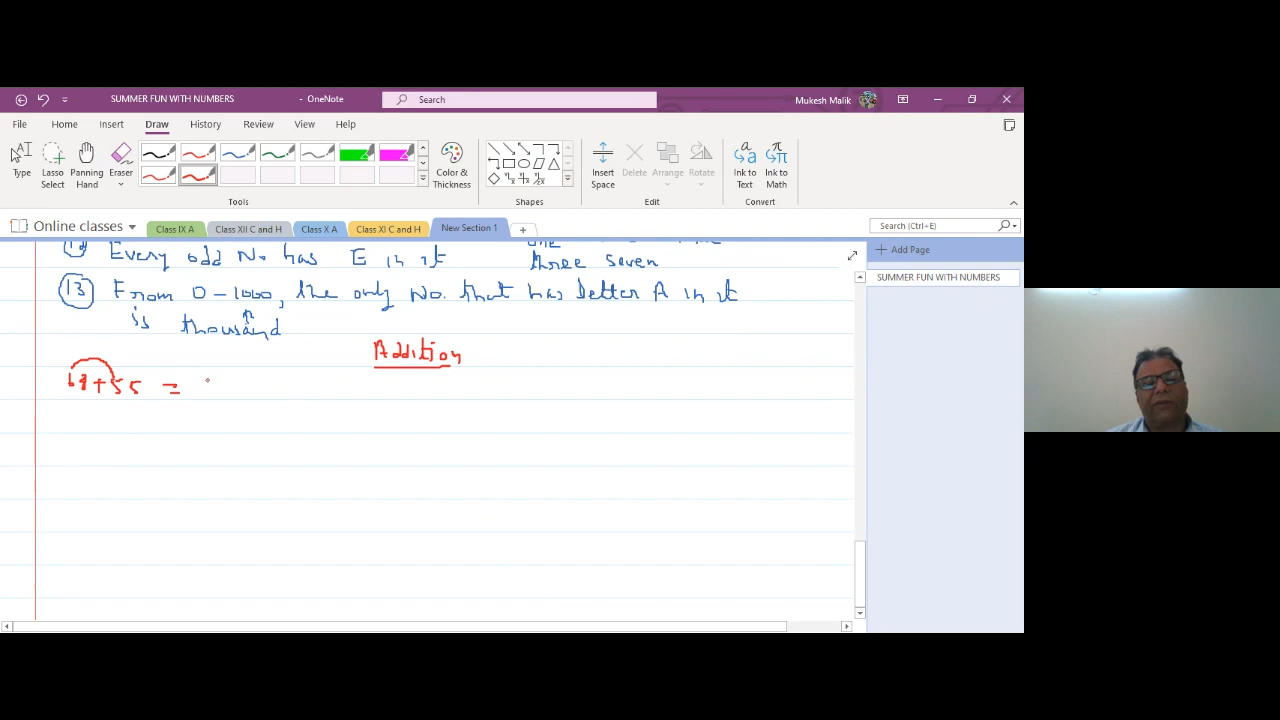 SUMMER FUN WITH NUMBERS - OneNote
Search
Mukesh Malik
File Home Insert Draw History Review View Help
Type
Lasso Select
Panning Hand
Eraser
Color & Thickness
Insert Space
Delete
Arrange
Rotate
Ink to Text
Ink to Math
Tools
Shapes
Edit
Convert
Online classes
Class IX A
Class XII C and H
Class X A
Class XI C and H
New Section 1
Search (Ctrl+E)
Add Page
SUMMER FUN WITH NUMBERS
Every odd No has E in it
three seven
13 From 0-1000, the only No. that has letter A in it
is thousand
Addition
+55 =